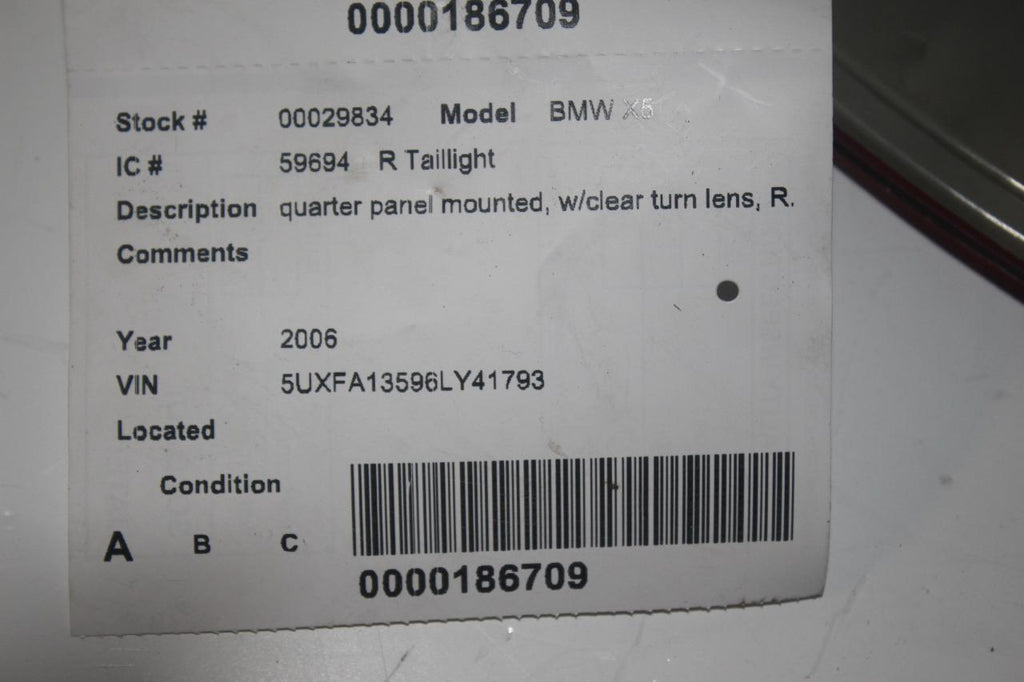 0000186709
Stock # 00029834 Model BMW X5
IC # 59694 R Taillight
Description quarter panel mounted, w/clear turn lens, R.
Comments
Year 2006
VIN 5UXFA13596LY41793
Located
Condition
A B C
0000186709